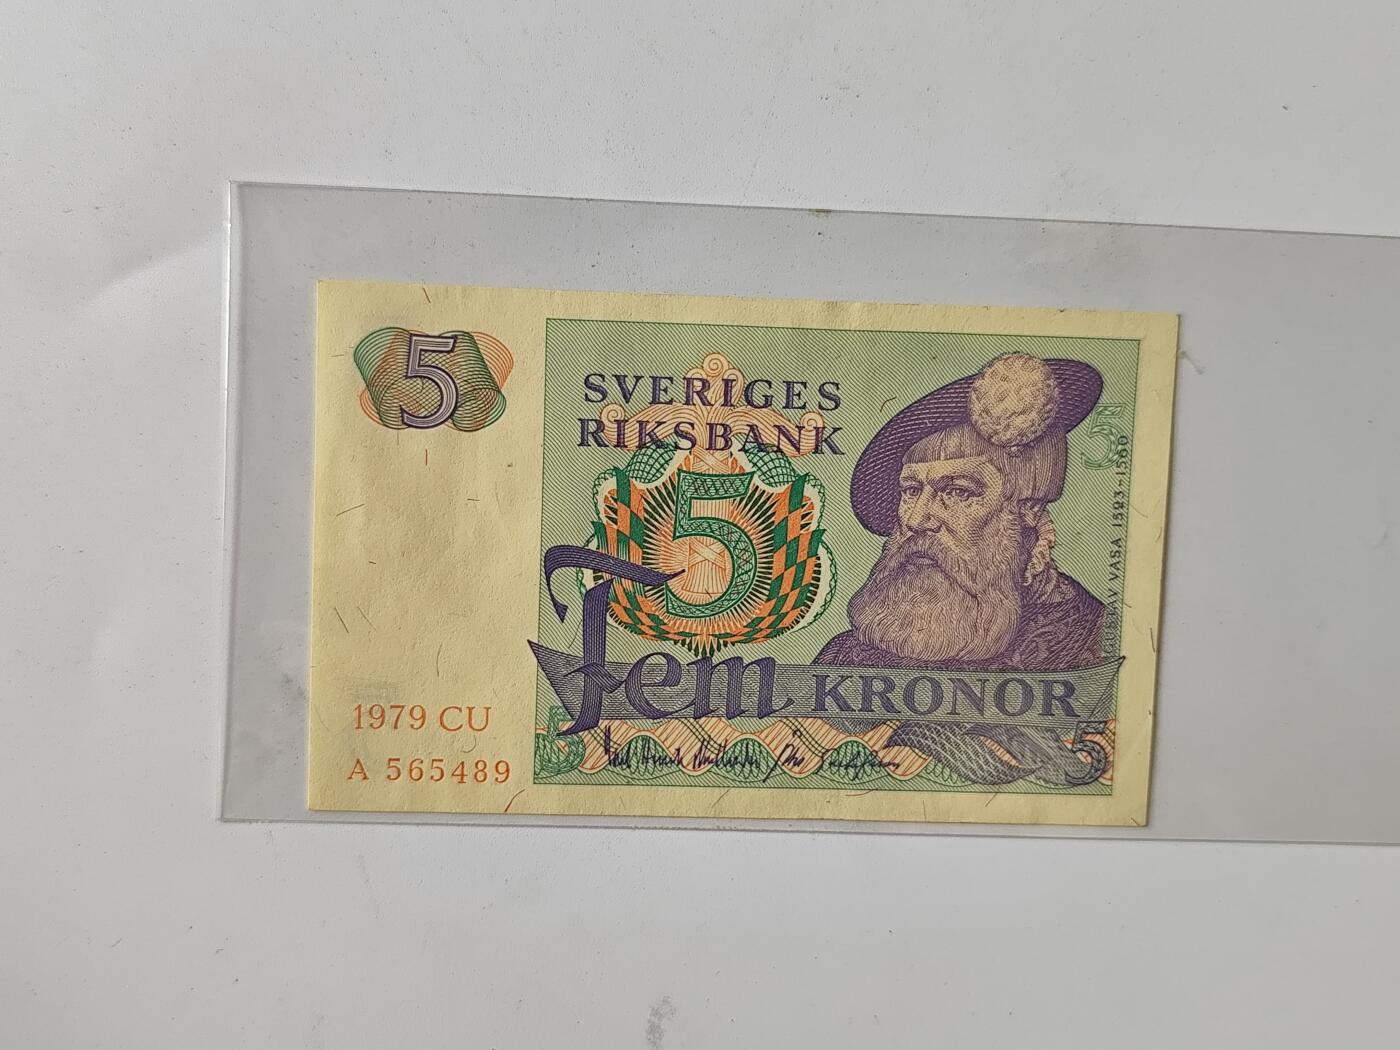 5
SVERIGES
RIKSBANK
5
5
GUSTAV VASA 1523-1560
Fem KRONOR
1979 CU
A 565489
5
5